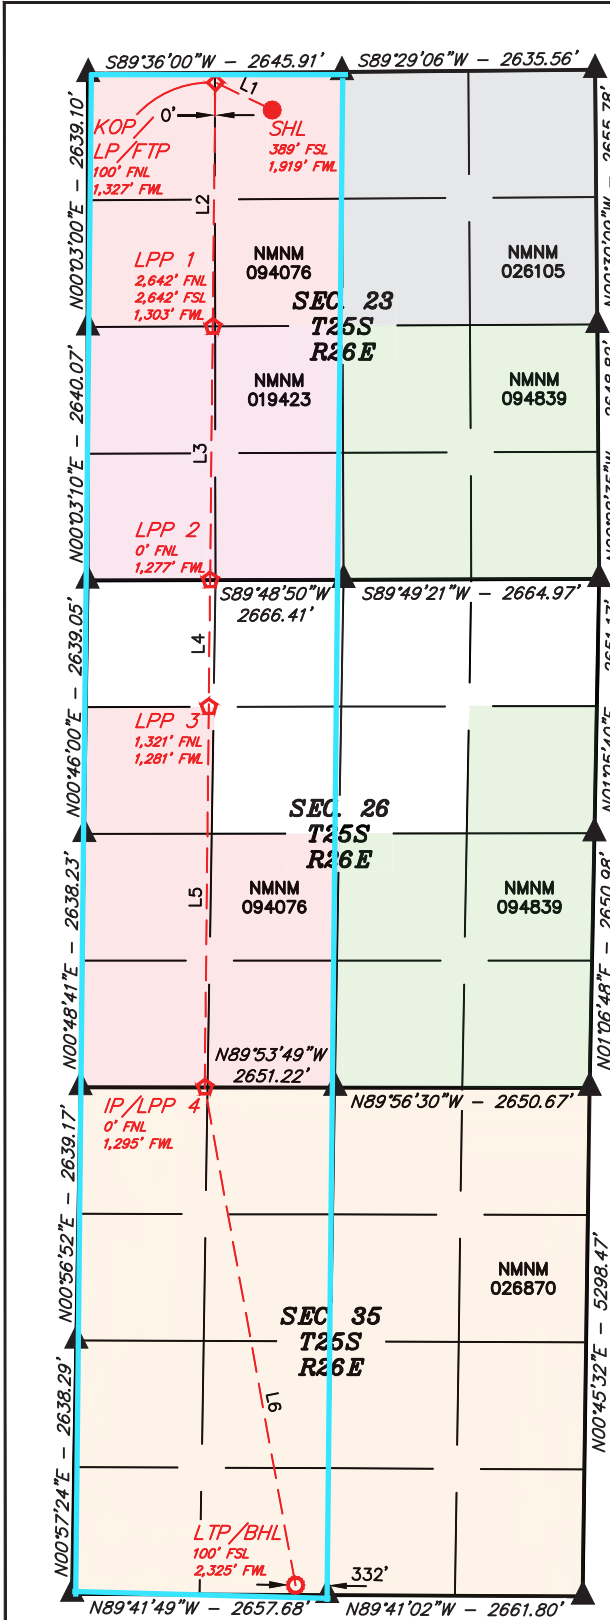 S89°36'00"W - 2645.91'
S89°29'06"W - 2635.56'
N00°03'00"E - 2639.10'
L1
0'
KOP
LP/FTP
100' FNL
1,327' FWL
SHL
389' FSL
1,919' FWL
L2
LPP 1
2,642' FNL
2,642' FSL
1,303' FWL
NMNM
094076
NMNM
026105
SEC. 23
T25S
R26E
N00°03'10"E - 2640.07'
NMNM
019423
NMNM
094839
L3
LPP 2
0' FNL
1,277' FWL
S89°48'50"W
2666.41'
S89°49'21"W - 2664.97'
N00°46'00"E - 2639.05'
L4
LPP 3
1,321' FNL
1,281' FWL
SEC. 26
T25S
R26E
N00°48'41"E - 2638.23'
L5
NMNM
094076
NMNM
094839
N01°06'48"E - 2650.98'
N89°53'49"W
2651.22'
N89°56'30"W - 2650.67'
IP/LPP 4
0' FNL
1,295' FWL
N00°56'52"E - 2639.17'
NMNM
026870
SEC. 35
T25S
R26E
N00°45'32"E - 5298.47'
L6
N00°57'24"E - 2638.29'
LTP/BHL
100' FSL
2,325' FWL
332'
N89°41'49"W - 2657.68'
N89°41'02"W - 2661.80'